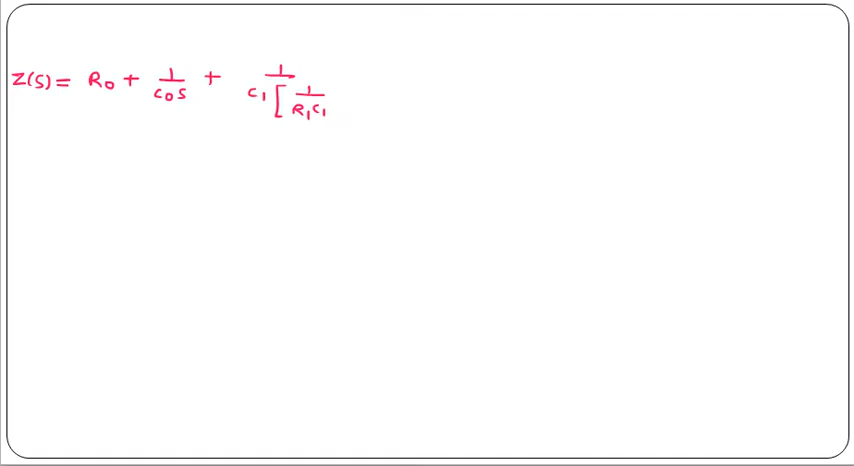 Z(S) = R₀ + 1/C₀S + 1/C₁[1/R₁C₁